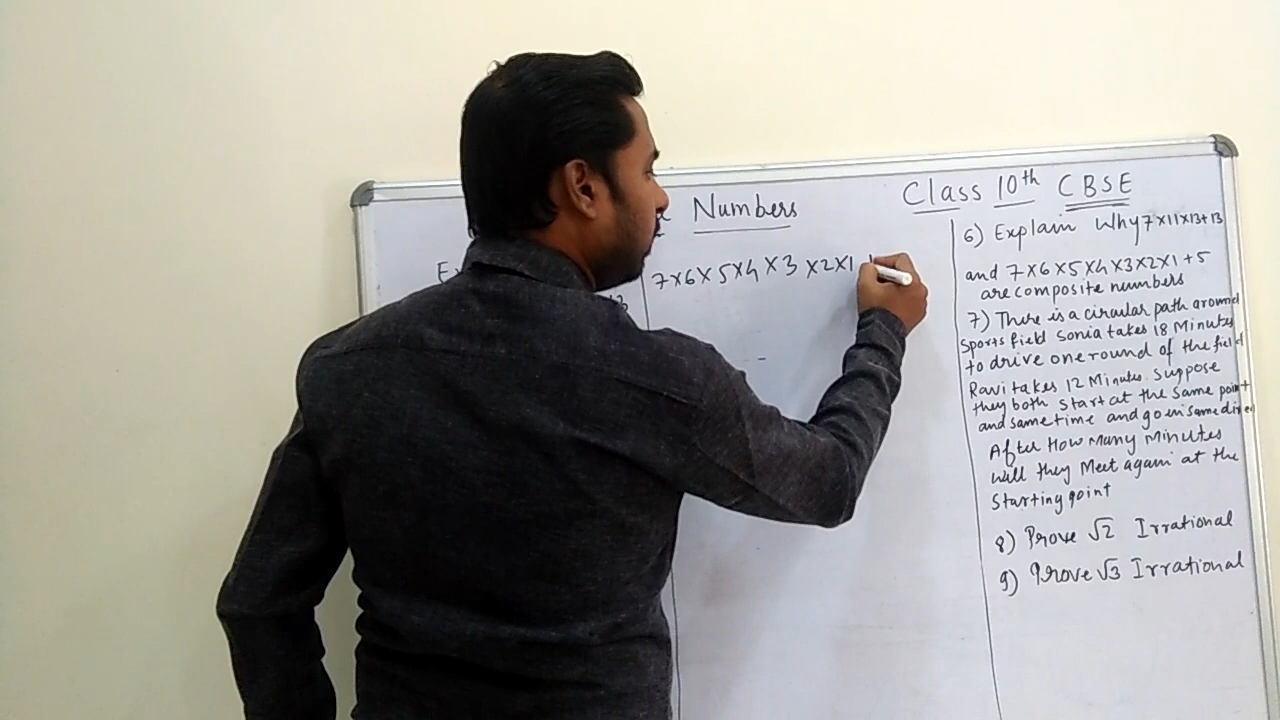 Numbers
Class 10th CBSE
Ex
13
7×6×5×4×3×2×1
6) Explain Why 7×11×13+13
and 7×6×5×4×3×2×1+5
are composite numbers
7) There is a circular path around
Sports field Sonia takes 18 Minutes
to drive one round of the field
Ravi takes 12 Minutes. Suppose
they both start at the same point
and same time and go in same direc
After How Many Minutes
will they Meet again at the
Starting point
8) Prove √2 Irrational
9) Prove √3 Irrational